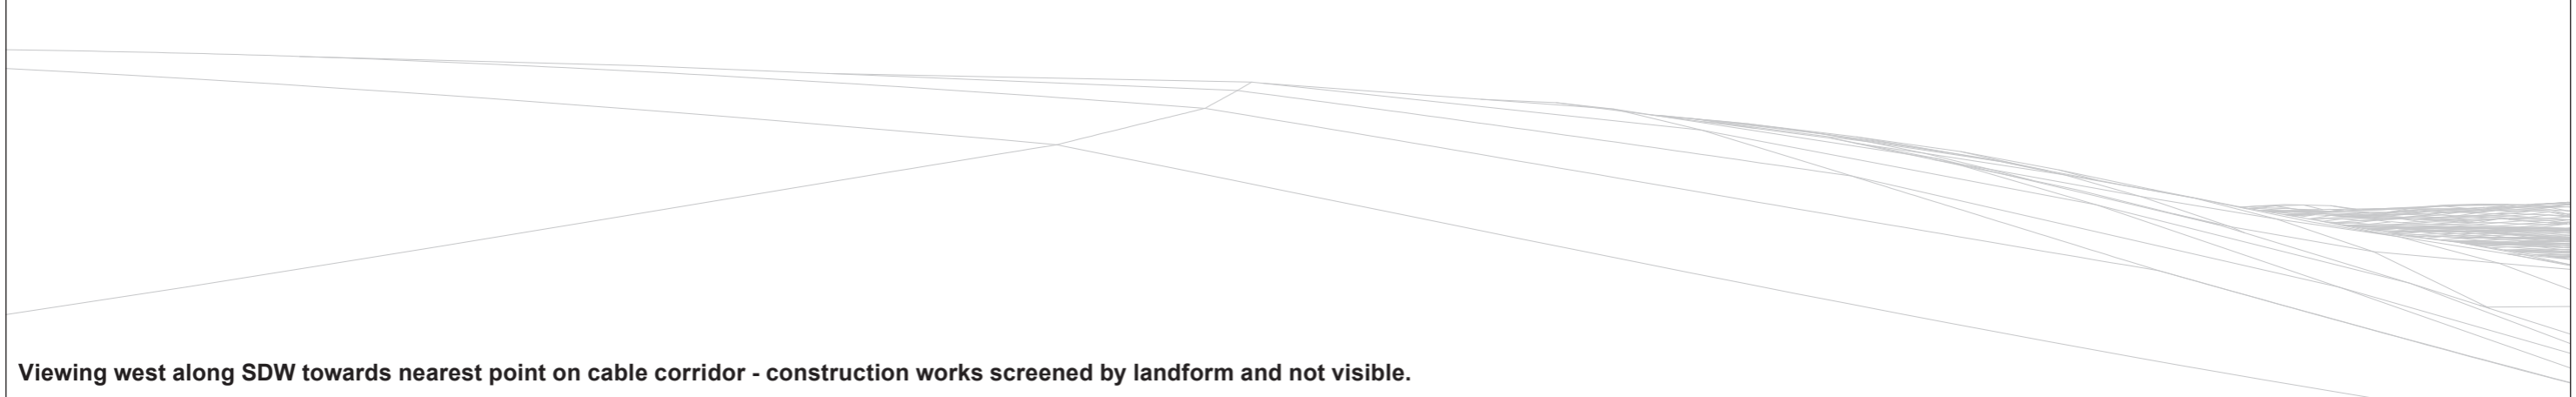 Viewing west along SDW towards nearest point on cable corridor - construction works screened by landform and not visible.